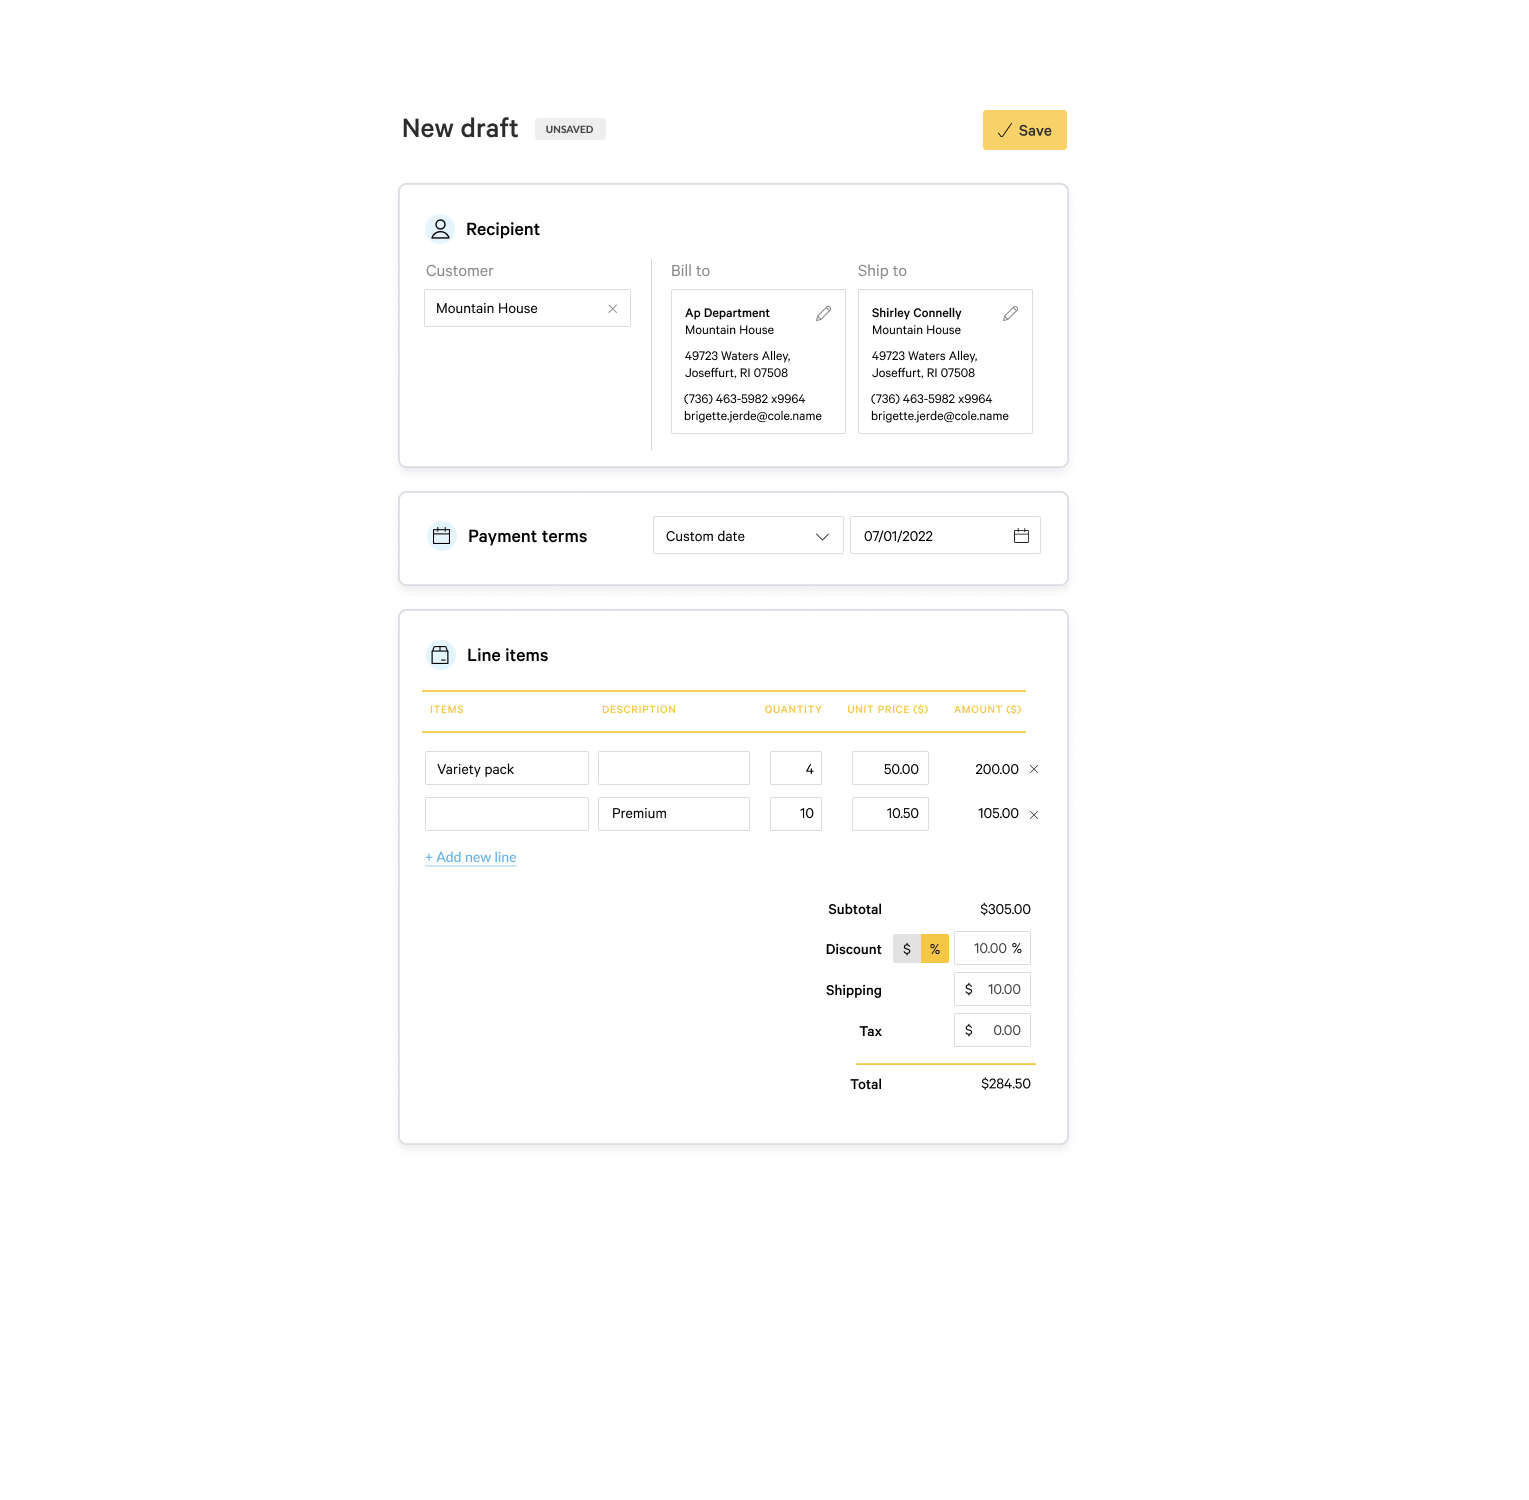 New draft UNSAVED Save
Recipient
Customer Bill to Ship to
Mountain House
Ap Department
Mountain House
49723 Waters Alley,
Joseffurt, RI 07508
(736) 463-5982 x9964
brigette.jerde@cole.name
Shirley Connelly
Mountain House
49723 Waters Alley,
Joseffurt, RI 07508
(736) 463-5982 x9964
brigette.jerde@cole.name
Payment terms Custom date 07/01/2022
Line items
ITEMS DESCRIPTION QUANTITY UNIT PRICE ($) AMOUNT ($)
Variety pack 4 50.00 200.00
Premium 10 10.50 105.00
+ Add new line
Subtotal $305.00
Discount $ % 10.00 %
Shipping $ 10.00
Tax $ 0.00
Total $284.50